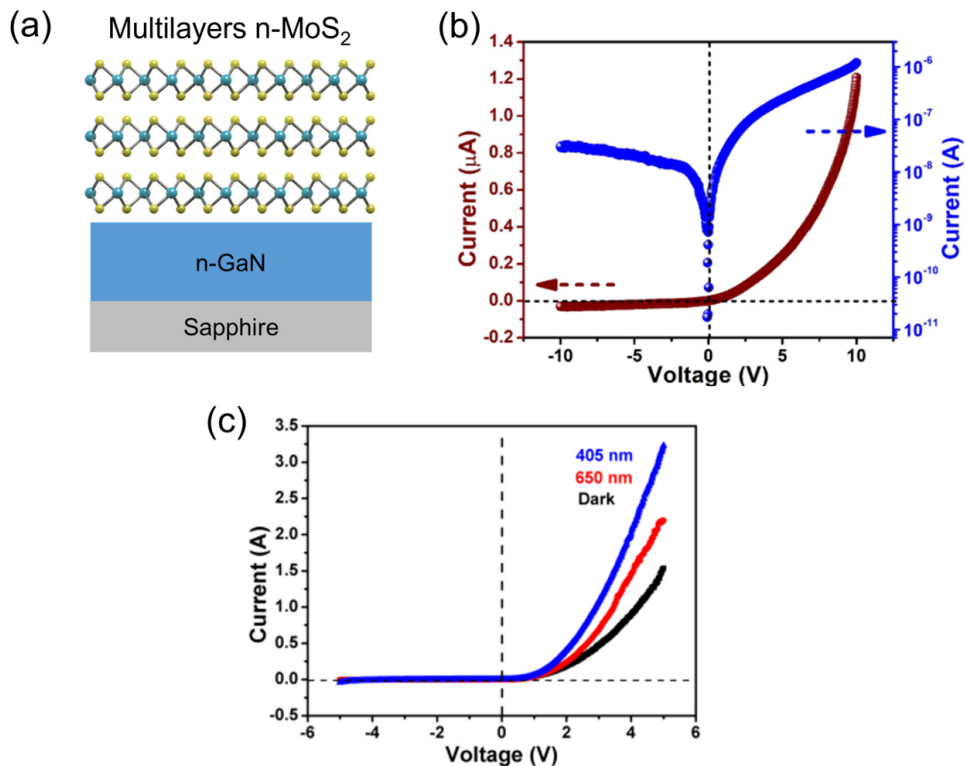 (a)
Multilayers n-MoS₂
n-GaN
Sapphire
(b)
1.4
1.2
1.0
0.8
0.6
0.4
0.2
0.0
-0.2
Current (μA)
10⁻⁶
10⁻⁷
10⁻⁸
10⁻⁹
10⁻¹⁰
10⁻¹¹
Current (A)
-10 -5 0 5 10
Voltage (V)
(c)
3.5
3.0
2.5
2.0
1.5
1.0
0.5
0.0
-0.5
Current (A)
405 nm
650 nm
Dark
-6 -4 -2 0 2 4 6
Voltage (V)